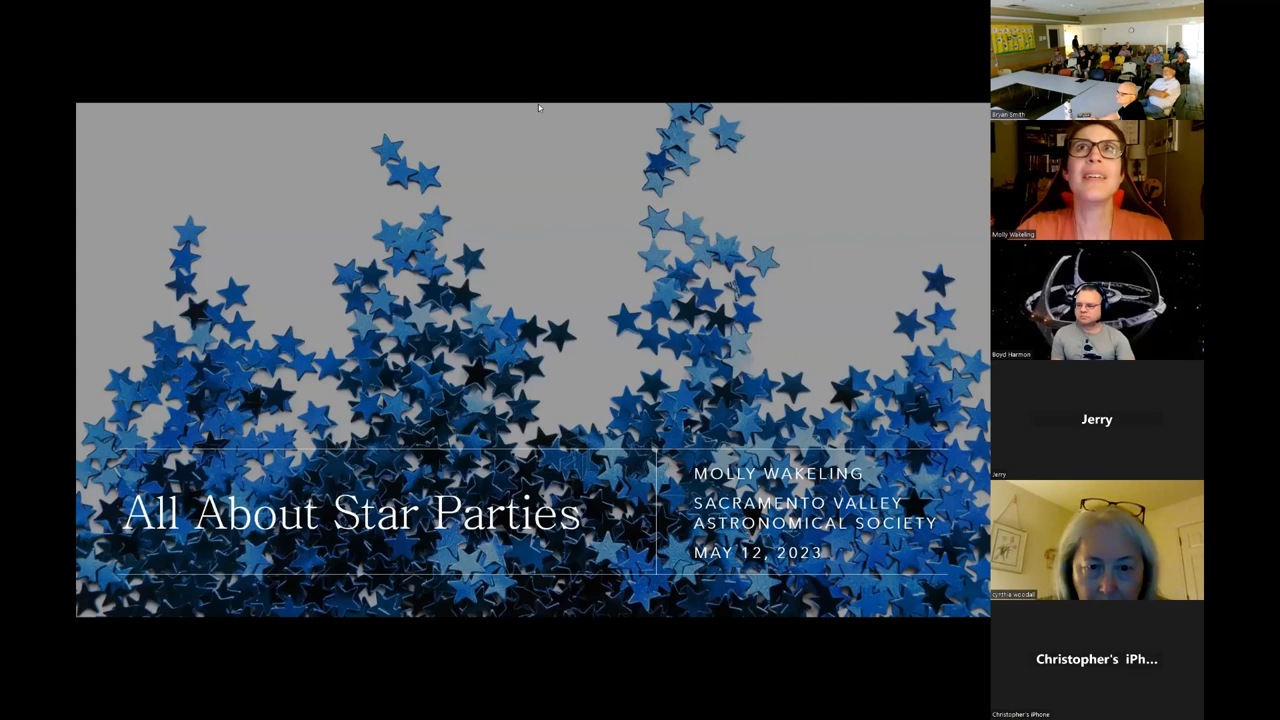 All About Star Parties
MOLLY WAKELING
SACRAMENTO VALLEY
ASTRONOMICAL SOCIETY
MAY 12, 2023
Bryan Smith
Molly Wakeling
Boyd Harmon
Jerry
Jerry
cynthia woodall
Christopher's iPh...
Christopher's iPhone